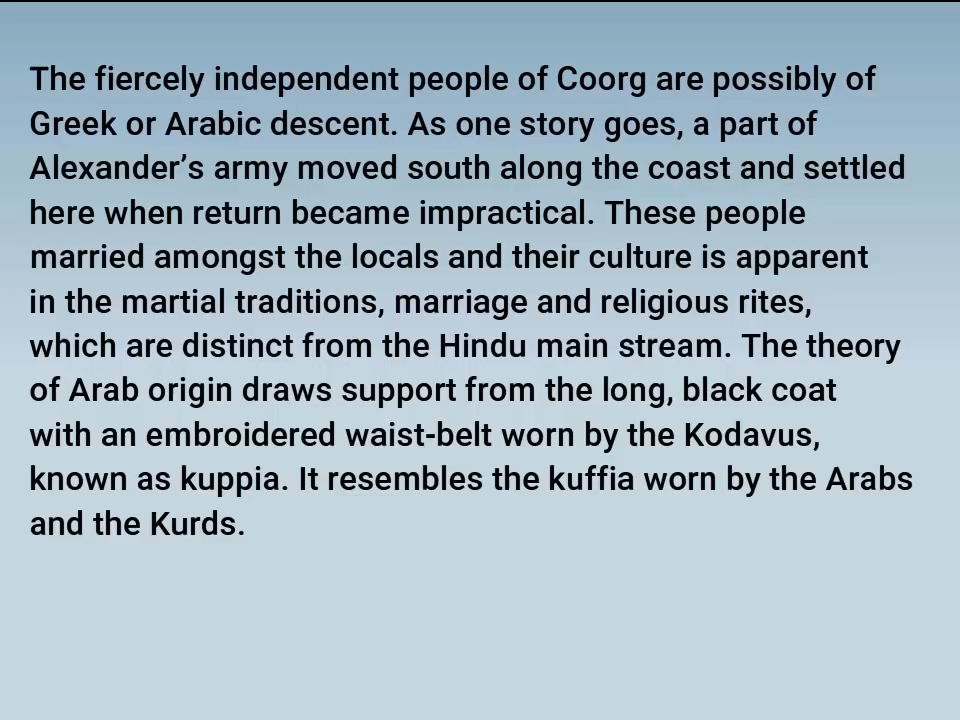 The fiercely independent people of Coorg are possibly of
Greek or Arabic descent. As one story goes, a part of
Alexander’s army moved south along the coast and settled
here when return became impractical. These people
married amongst the locals and their culture is apparent
in the martial traditions, marriage and religious rites,
which are distinct from the Hindu main stream. The theory
of Arab origin draws support from the long, black coat
with an embroidered waist-belt worn by the Kodavus,
known as kuppia. It resembles the kuffia worn by the Arabs
and the Kurds.